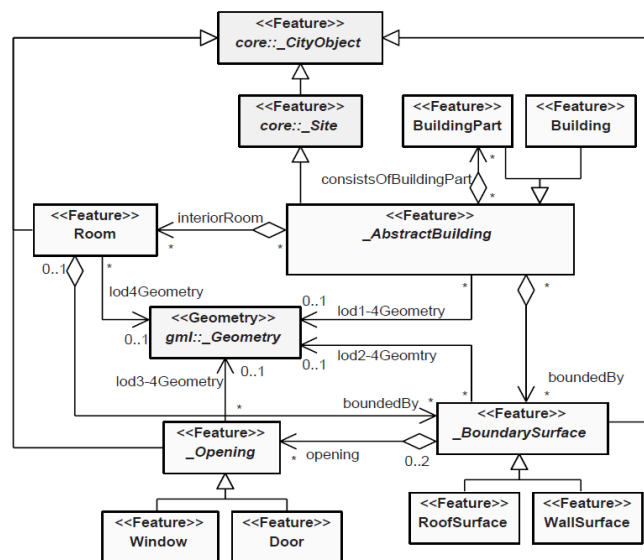 <<Feature>>
core::_CityObject
<<Feature>>
core::_Site
<<Feature>>
BuildingPart
<<Feature>>
Building
consistsOfBuildingPart
*
*
<<Feature>>
Room
interiorRoom
*
*
<<Feature>>
_AbstractBuilding
0..1
*
lod4Geometry
0..1
<<Geometry>>
gml::_Geometry
0..1
lod1-4Geometry
*
*
0..1
lod2-4Geomtry
lod3-4Geometry
0..1
boundedBy
*
*
boundedBy
*
*
<<Feature>>
_Opening
*
opening
0..2
<<Feature>>
_BoundarySurface
<<Feature>>
Window
<<Feature>>
Door
<<Feature>>
RoofSurface
<<Feature>>
WallSurface